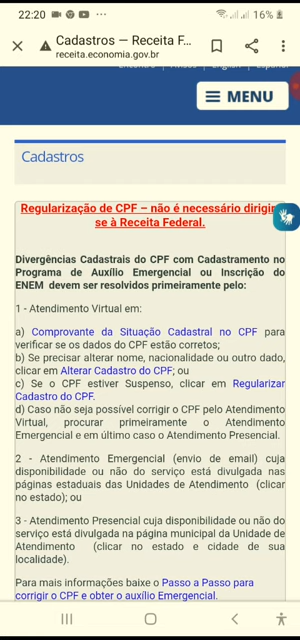 22:20
16%
Cadastros — Receita F...
receita.economia.gov.br
MENU
Cadastros
Regularização de CPF – não é necessário dirigir-
se à Receita Federal.
Divergências Cadastrais do CPF com Cadastramento no
Programa de Auxílio Emergencial ou Inscrição do
ENEM devem ser resolvidos primeiramente pelo:
1 - Atendimento Virtual em:
a) Comprovante da Situação Cadastral no CPF para
verificar se os dados do CPF estão corretos;
b) Se precisar alterar nome, nacionalidade ou outro dado,
clicar em Alterar Cadastro do CPF; ou
c) Se o CPF estiver Suspenso, clicar em Regularizar
Cadastro do CPF.
d) Caso não seja possível corrigir o CPF pelo Atendimento
Virtual, procurar primeiramente o Atendimento
Emergencial e em último caso o Atendimento Presencial.
2 - Atendimento Emergencial (envio de email) cuja
disponibilidade ou não do serviço está divulgada nas
páginas estaduais das Unidades de Atendimento (clicar
no estado); ou
3 - Atendimento Presencial cuja disponibilidade ou não do
serviço está divulgada na página municipal da Unidade de
Atendimento (clicar no estado e cidade de sua
localidade).
Para mais informações baixe o Passo a Passo para
corrigir o CPF e obter o auxílio Emergencial.